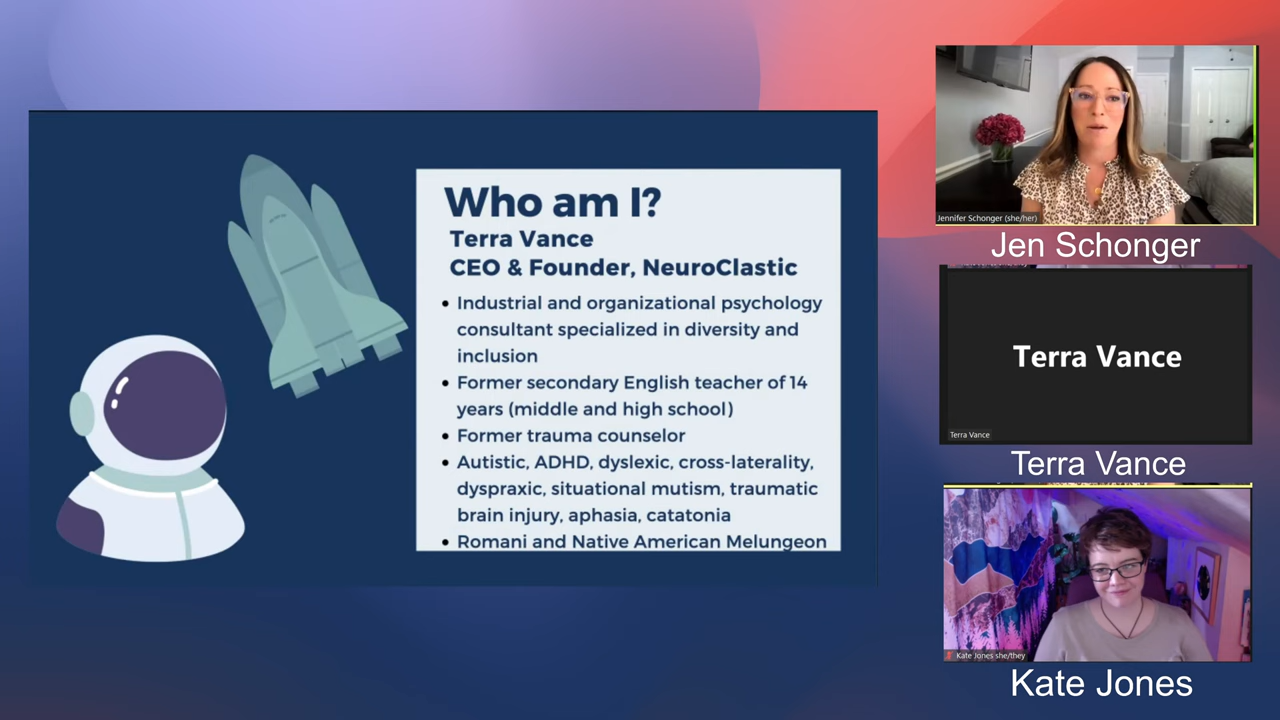 Who am I?
Terra Vance
CEO & Founder, NeuroClastic
• Industrial and organizational psychology
consultant specialized in diversity and
inclusion
• Former secondary English teacher of 14
years (middle and high school)
• Former trauma counselor
• Autistic, ADHD, dyslexic, cross-laterality,
dyspraxic, situational mutism, traumatic
brain injury, aphasia, catatonia
• Romani and Native American Melungeon
Jennifer Schonger (she/her)
Jen Schonger
Terra Vance
Terra Vance
Terra Vance
Kate Jones she/they
Kate Jones